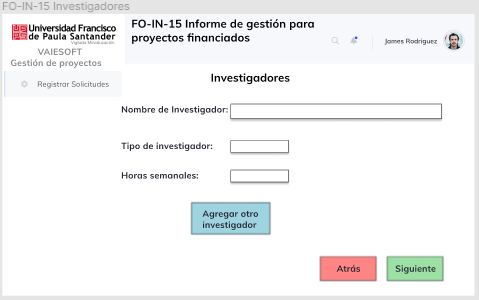 FO-IN-15 Investigadores
Universidad Francisco
de Paula Santander
Vigilada Mineducación
VAIESOFT
Gestión de proyectos
Registrar Solicitudes
FO-IN-15 Informe de gestión para
proyectos financiados
James Rodriguez
Investigadores
Nombre de Investigador:
Tipo de investigador:
Horas semanales:
Agregar otro
investigador
Atrás
Siguiente